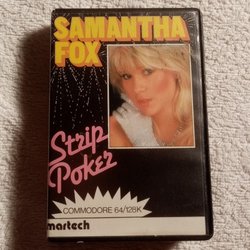 SAMANTHA
FOX
Strip
Poker
COMMODORE 64/128K
martech